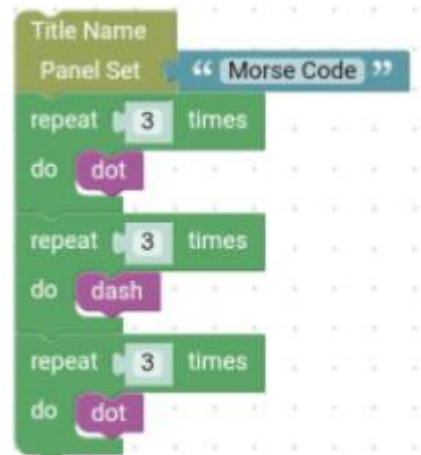 Title Name
Panel Set “ Morse Code ”
repeat 3 times
do dot
repeat 3 times
do dash
repeat 3 times
do dot